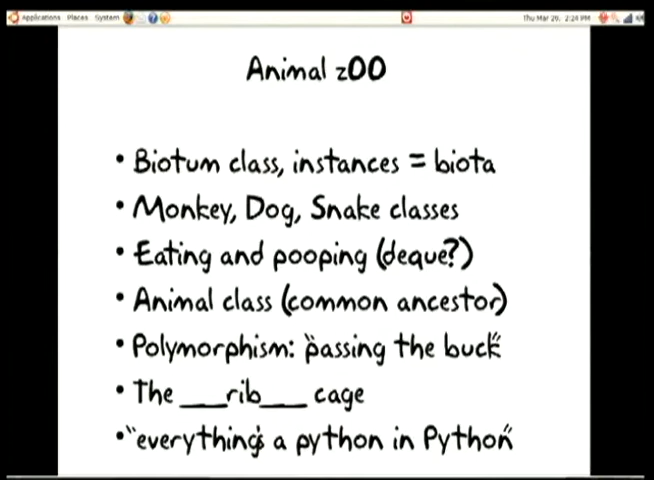 Applications Places System
Thu Mar 20, 2:24 PM
Animal zOO
• Biotum class, instances = biota
• Monkey, Dog, Snake classes
• Eating and pooping (deque?)
• Animal class (common ancestor)
• Polymorphism: "passing the buck"
• The ___rib___ cage
• "everything's a python in Python"